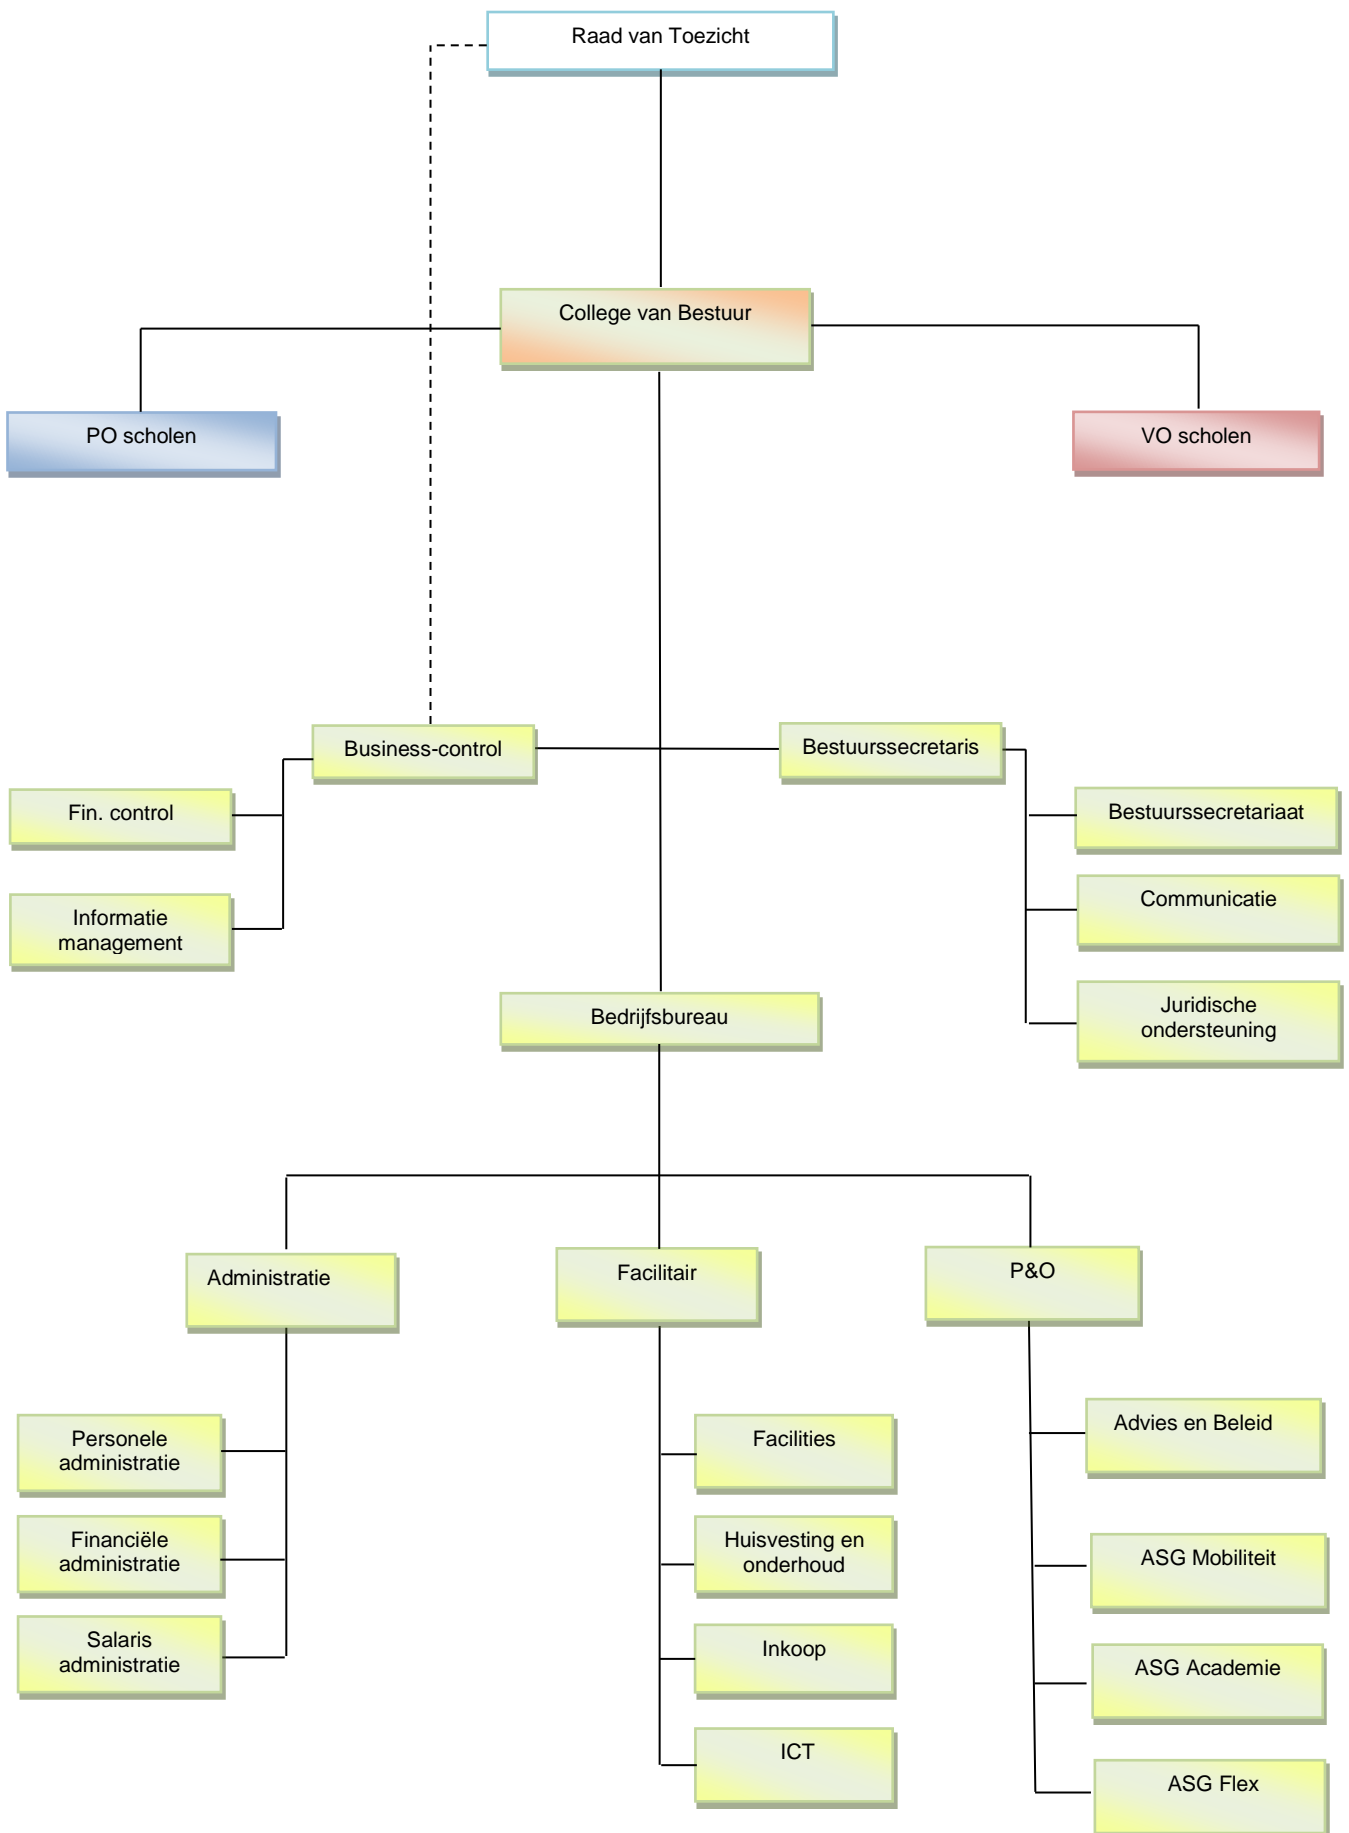 Raad van Toezicht
College van Bestuur
PO scholen
VO scholen
Business-control
Bestuurssecretaris
Fin. control
Bestuurssecretariaat
Informatie
management
Communicatie
Juridische
ondersteuning
Bedrijfsbureau
Administratie
Facilitair
P&O
Personele
administratie
Financiële
administratie
Salaris
administratie
Facilities
Huisvesting en
onderhoud
Inkoop
ICT
Advies en Beleid
ASG Mobiliteit
ASG Academie
ASG Flex